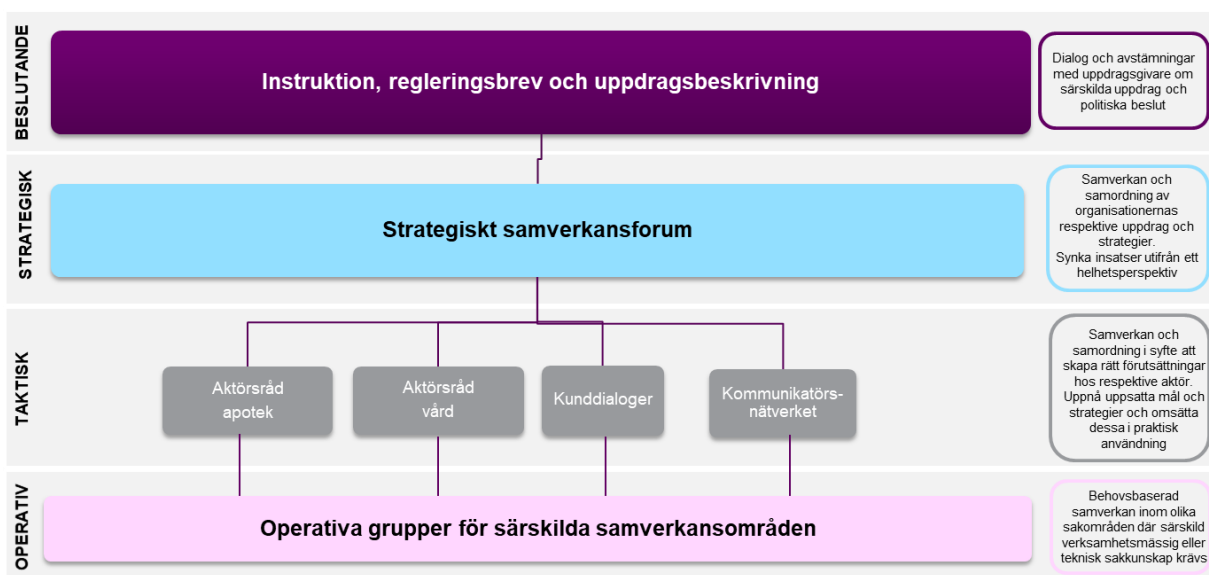 BESLUTANDE
Instruktion, regleringsbrev och uppdragsbeskrivning
Dialog och avstämningar
med uppdragsgivare om
särskilda uppdrag och
politiska beslut
STRATEGISK
Strategiskt samverkansforum
Samverkan och
samordning av
organisationernas
respektive uppdrag och
strategier.
Synka insatser utifrån ett
helhetsperspektiv
TAKTISK
Aktörsråd
apotek
Aktörsråd
vård
Kunddialoger
Kommunikatörs-
nätverket
Samverkan och
samordning i syfte att
skapa rätt förutsättningar
hos respektive aktör.
Uppnå uppsatta mål och
strategier och omsätta
dessa i praktisk
användning
OPERATIV
Operativa grupper för särskilda samverkansområden
Behovsbaserad
samverkan inom olika
sakområden där särskild
verksamhetsmässig eller
teknisk sakkunskap krävs